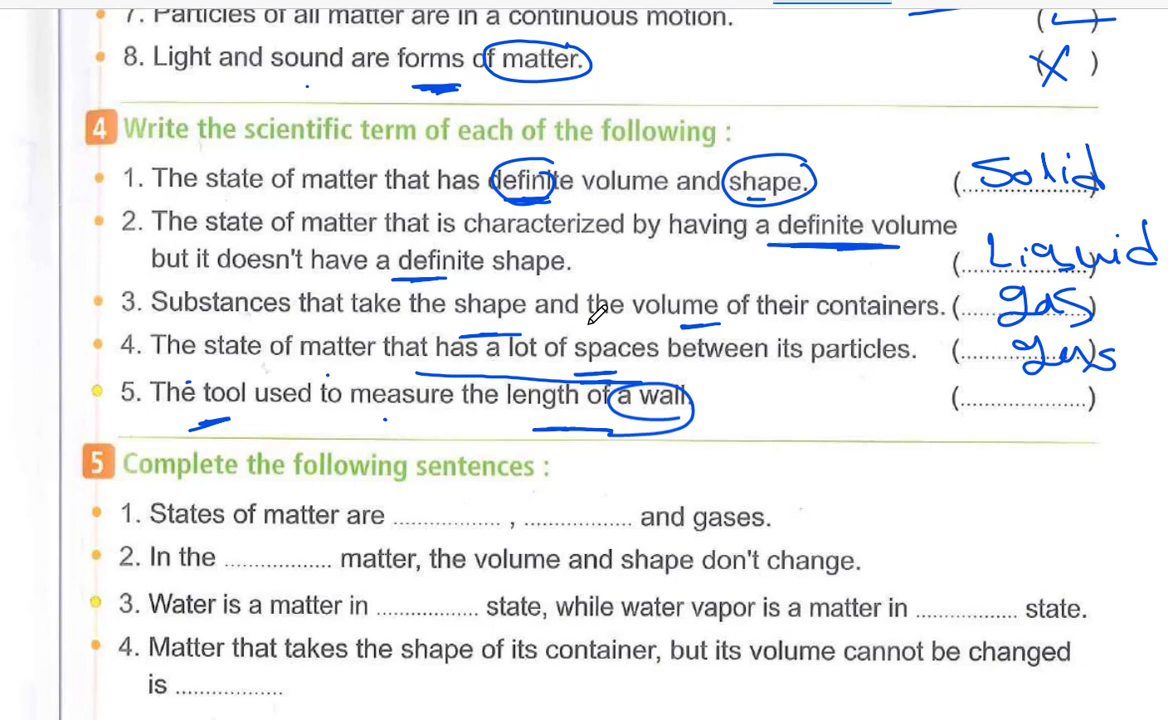 7. Particles of all matter are in a continuous motion. ( )
8. Light and sound are forms of matter. ( X )
4 Write the scientific term of each of the following :
1. The state of matter that has definite volume and shape. (....Solid....)
2. The state of matter that is characterized by having a definite volume
but it doesn't have a definite shape. (....Liquid....)
3. Substances that take the shape and the volume of their containers. (....gas....)
4. The state of matter that has a lot of spaces between its particles. (....gas....)
5. The tool used to measure the length of a wall. (.....................)
5 Complete the following sentences :
1. States of matter are .................. , .................. and gases.
2. In the .................. matter, the volume and shape don't change.
3. Water is a matter in .................. state, while water vapor is a matter in .................. state.
4. Matter that takes the shape of its container, but its volume cannot be changed
is ..................